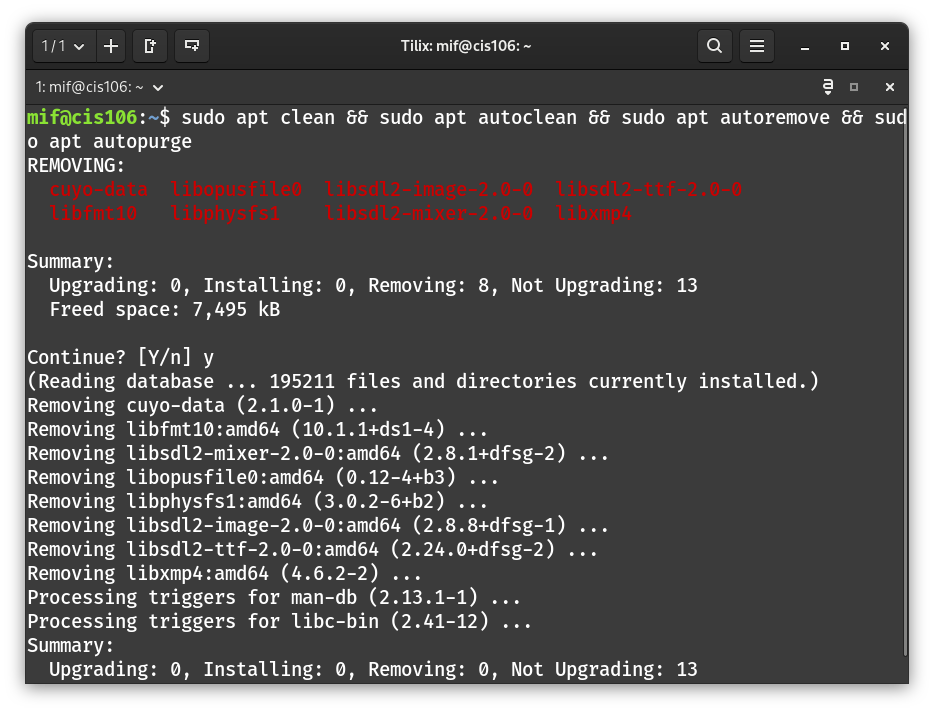 1 / 1
Tilix: mif@cis106: ~
1: mif@cis106: ~
mif@cis106:~$ sudo apt clean && sudo apt autoclean && sudo apt autoremove && sud
o apt autopurge
REMOVING:
cuyo-data libopusfile0 libsdl2-image-2.0-0 libsdl2-ttf-2.0-0
libfmt10 libphysfs1 libsdl2-mixer-2.0-0 libxmp4
Summary:
Upgrading: 0, Installing: 0, Removing: 8, Not Upgrading: 13
Freed space: 7,495 kB
Continue? [Y/n] y
(Reading database ... 195211 files and directories currently installed.)
Removing cuyo-data (2.1.0-1) ...
Removing libfmt10:amd64 (10.1.1+ds1-4) ...
Removing libsdl2-mixer-2.0-0:amd64 (2.8.1+dfsg-2) ...
Removing libopusfile0:amd64 (0.12-4+b3) ...
Removing libphysfs1:amd64 (3.0.2-6+b2) ...
Removing libsdl2-image-2.0-0:amd64 (2.8.8+dfsg-1) ...
Removing libsdl2-ttf-2.0-0:amd64 (2.24.0+dfsg-2) ...
Removing libxmp4:amd64 (4.6.2-2) ...
Processing triggers for man-db (2.13.1-1) ...
Processing triggers for libc-bin (2.41-12) ...
Summary:
Upgrading: 0, Installing: 0, Removing: 0, Not Upgrading: 13